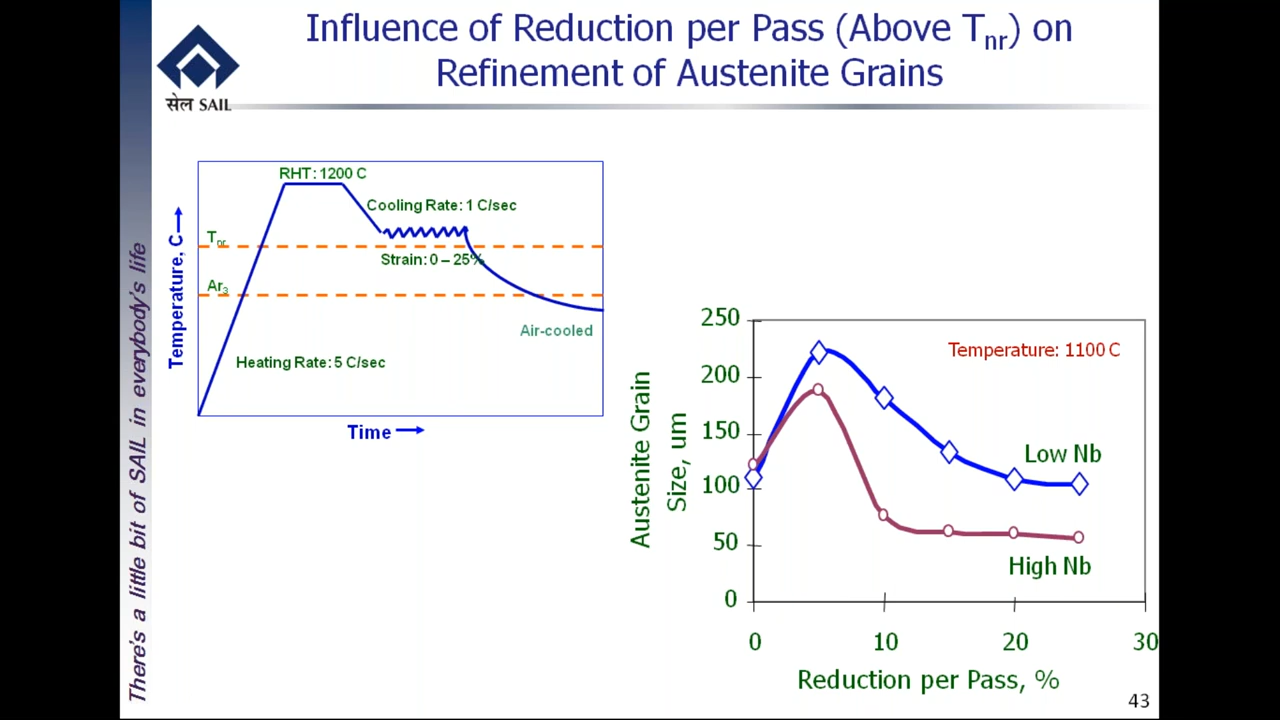 Influence of Reduction per Pass (Above Tnr) on
Refinement of Austenite Grains
सेल SAIL
There's a little bit of SAIL in everybody's life
RHT: 1200 C
Cooling Rate: 1 C/sec
Tnr
Strain: 0 – 25%
Ar3
Air-cooled
Heating Rate: 5 C/sec
Temperature, C
Time
250
200
150
100
50
0
Temperature: 1100 C
Low Nb
High Nb
Austenite Grain
Size, um
0 10 20 30
Reduction per Pass, %
43